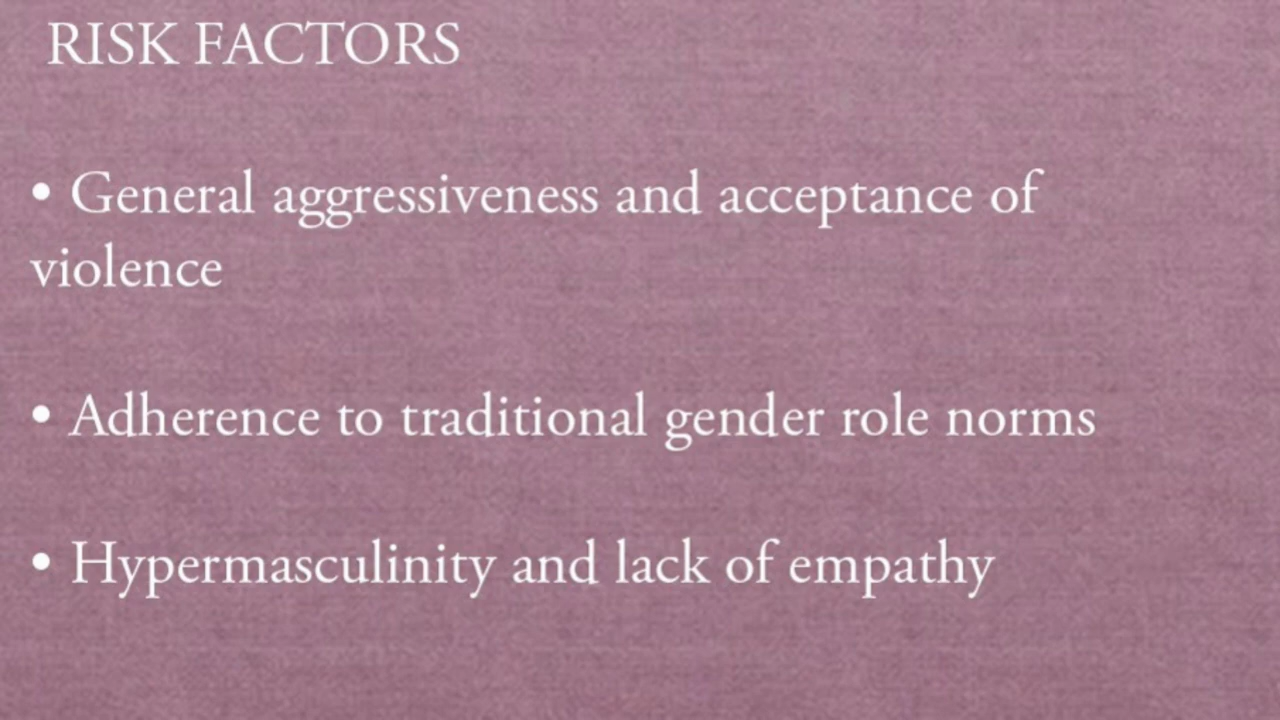 RISK FACTORS
• General aggressiveness and acceptance of
violence
• Adherence to traditional gender role norms
• Hypermasculinity and lack of empathy